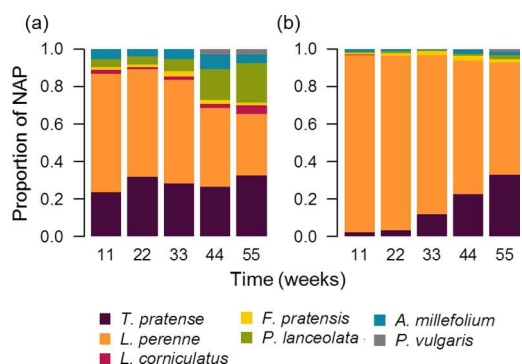 (a)
(b)
Proportion of NAP
1.0
0.8
0.6
0.4
0.2
0.0
11 22 33 44 55
1.0
0.8
0.6
0.4
0.2
0.0
11 22 33 44 55
Time (weeks)
T. pratense
L. perenne
L. corniculatus
F. pratensis
P. lanceolata
A. millefolium
P. vulgaris